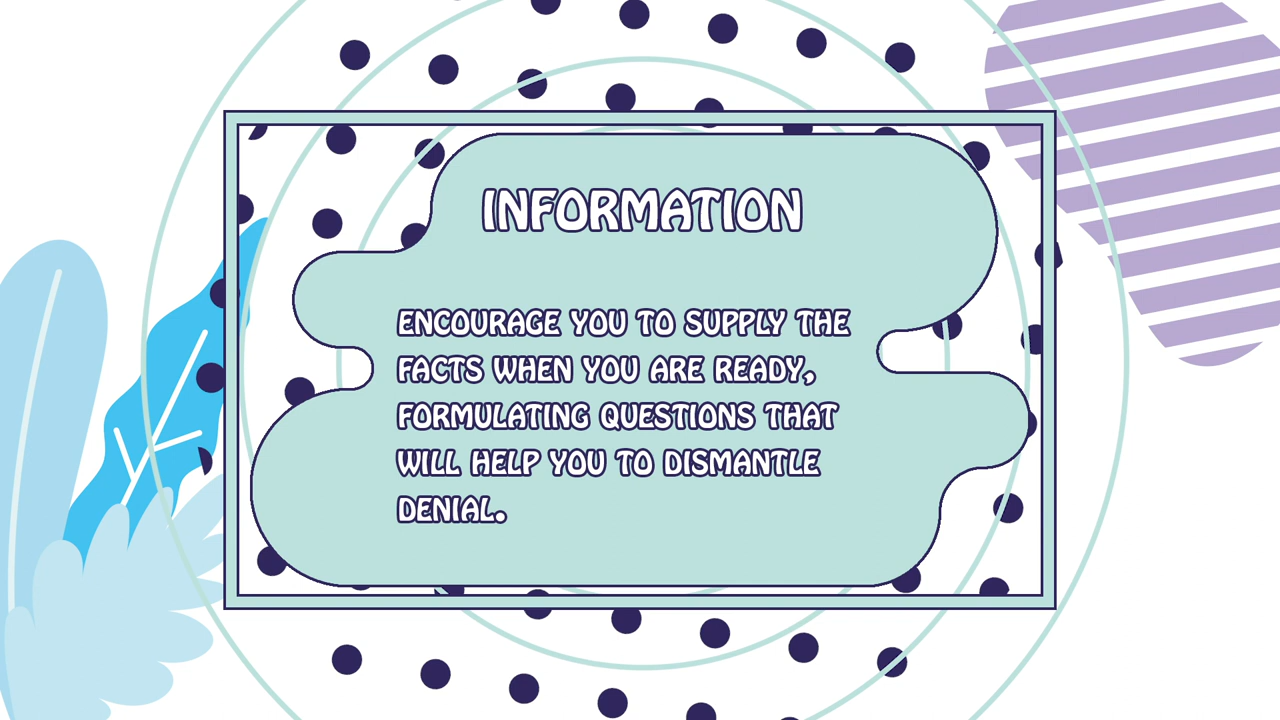 INFORMATION
ENCOURAGE YOU TO SUPPLY THE
FACTS WHEN YOU ARE READY,
FORMULATING QUESTIONS THAT
WILL HELP YOU TO DISMANTLE
DENIAL.